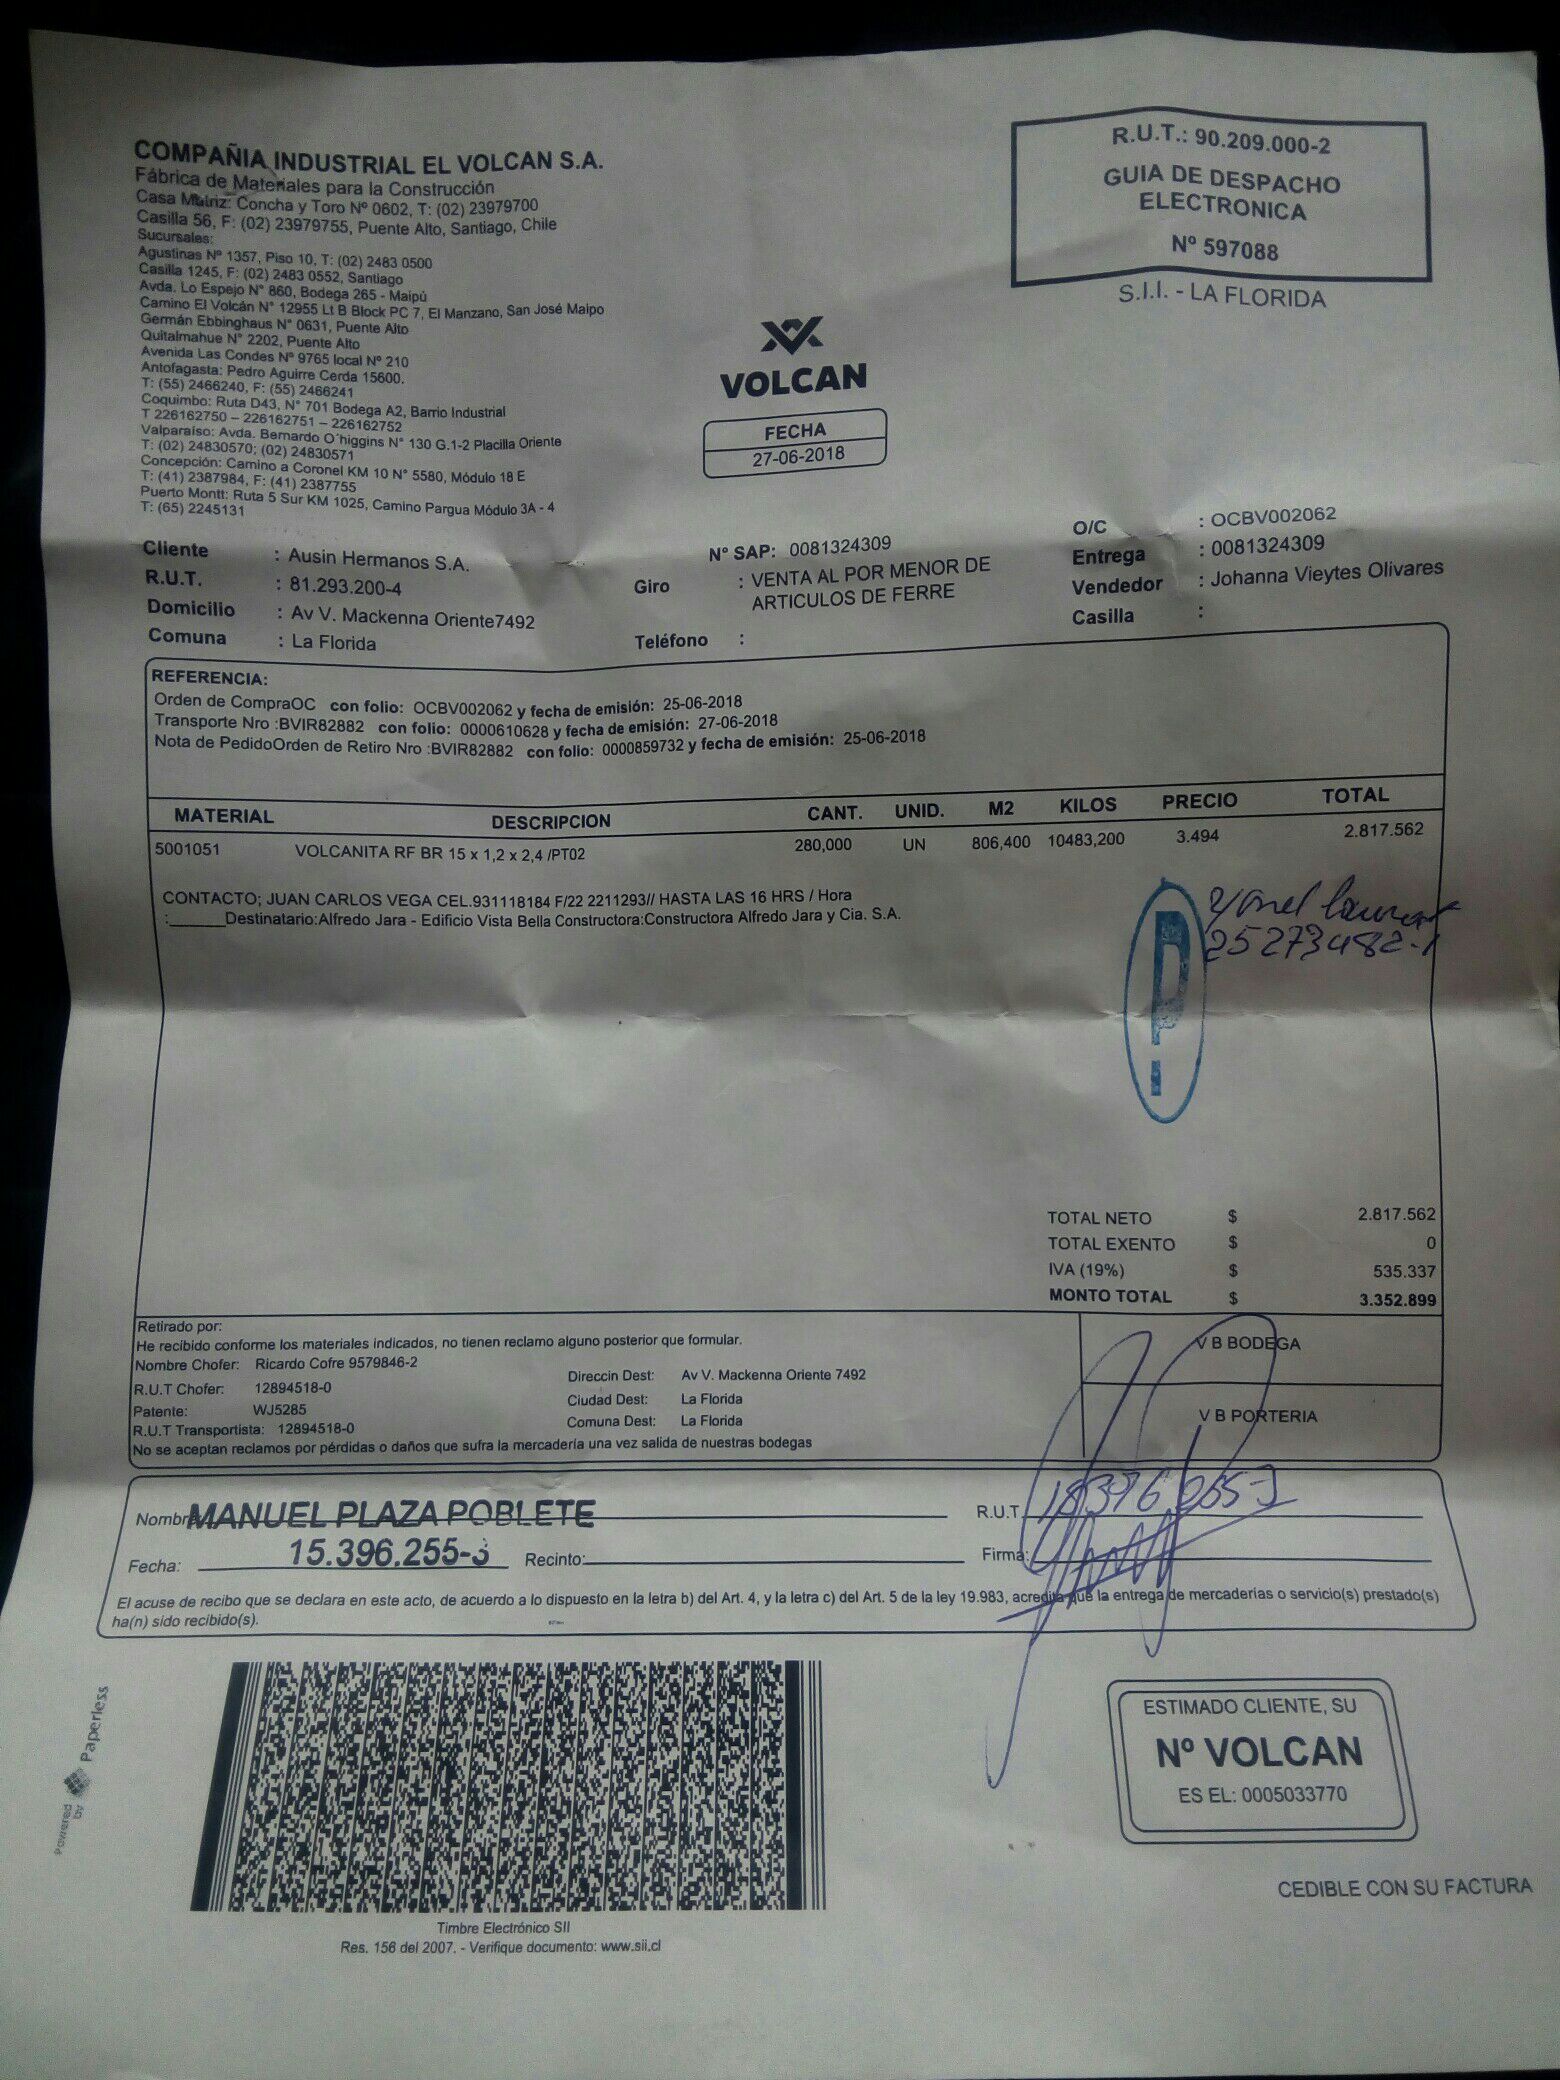 COMPAÑIA INDUSTRIAL EL VOLCAN S.A.
Fábrica de Materiales para la Construcción
Casa Matriz: Concha y Toro Nº 0602, T: (02) 23979700
Casilla 56, F: (02) 23979755, Puente Alto, Santiago, Chile
Sucursales:
Agustinas Nº 1357, Piso 10, T: (02) 2483 0500
Casilla 1245, F: (02) 2483 0552, Santiago
Avda. Lo Espejo N° 860, Bodega 265 - Maipú
Camino El Volcán N° 12955 Lt B Block PC 7, El Manzano, San José Maipo
Germán Ebbinghaus N° 0631, Puente Alto
Quitalmahue N° 2202, Puente Alto
Avenida Las Condes Nº 9765 local Nº 210
Antofagasta: Pedro Aguirre Cerda 15600.
T: (55) 2466240, F: (55) 2466241
Coquimbo: Ruta D43, N° 701 Bodega A2, Barrio Industrial
T 226162750 – 226162751 – 226162752
Valparaíso: Avda. Bernardo O´higgins N° 130 G.1-2 Placilla Oriente
T: (02) 24830570; (02) 24830571
Concepción: Camino a Coronel KM 10 N° 5580, Módulo 18 E
T: (41) 2387984, F: (41) 2387755
Puerto Montt: Ruta 5 Sur KM 1025, Camino Pargua Módulo 3A - 4
T: (65) 2245131
R.U.T.: 90.209.000-2
GUIA DE DESPACHO
ELECTRONICA
Nº 597088
S.I.I. - LA FLORIDA
VOLCAN
FECHA
27-06-2018
Cliente : Ausin Hermanos S.A.
R.U.T. : 81.293.200-4
Domicilio : Av V. Mackenna Oriente7492
Comuna : La Florida
Nº SAP: 0081324309
Giro : VENTA AL POR MENOR DE
ARTICULOS DE FERRE
Teléfono :
O/C : OCBV002062
Entrega : 0081324309
Vendedor : Johanna Vieytes Olivares
Casilla :
REFERENCIA:
Orden de CompraOC con folio: OCBV002062 y fecha de emisión: 25-06-2018
Transporte Nro :BVIR82882 con folio: 0000610628 y fecha de emisión: 27-06-2018
Nota de PedidoOrden de Retiro Nro :BVIR82882 con folio: 0000859732 y fecha de emisión: 25-06-2018
MATERIAL DESCRIPCION CANT. UNID. M2 KILOS PRECIO TOTAL
5001051 VOLCANITA RF BR 15 x 1,2 x 2,4 /PT02 280,000 UN 806,400 10483,200 3.494 2.817.562
CONTACTO; JUAN CARLOS VEGA CEL.931118184 F/22 2211293// HASTA LAS 16 HRS / Hora
:______Destinatario:Alfredo Jara - Edificio Vista Bella Constructora:Constructora Alfredo Jara y Cia. S.A.
25273482-1
TOTAL NETO $ 2.817.562
TOTAL EXENTO $ 0
IVA (19%) $ 535.337
MONTO TOTAL $ 3.352.899
Retirado por:
He recibido conforme los materiales indicados, no tienen reclamo alguno posterior que formular.
Nombre Chofer: Ricardo Cofre 9579846-2
R.U.T Chofer: 12894518-0
Patente: WJ5285
R.U.T Transportista: 12894518-0
Direccin Dest: Av V. Mackenna Oriente 7492
Ciudad Dest: La Florida
Comuna Dest: La Florida
No se aceptan reclamos por pérdidas o daños que sufra la mercadería una vez salida de nuestras bodegas
V B BODEGA
V B PORTERIA
Nombre MANUEL PLAZA POBLETE
R.U.T.
Fecha: 15.396.255-3 Recinto:
Firma:
El acuse de recibo que se declara en este acto, de acuerdo a lo dispuesto en la letra b) del Art. 4, y la letra c) del Art. 5 de la ley 19.983, acredita que la entrega de mercaderías o servicio(s) prestado(s)
ha(n) sido recibido(s).
Powered by Paperless
Timbre Electrónico SII
Res. 156 del 2007. - Verifique documento: www.sii.cl
ESTIMADO CLIENTE, SU
Nº VOLCAN
ES EL: 0005033770
CEDIBLE CON SU FACTURA